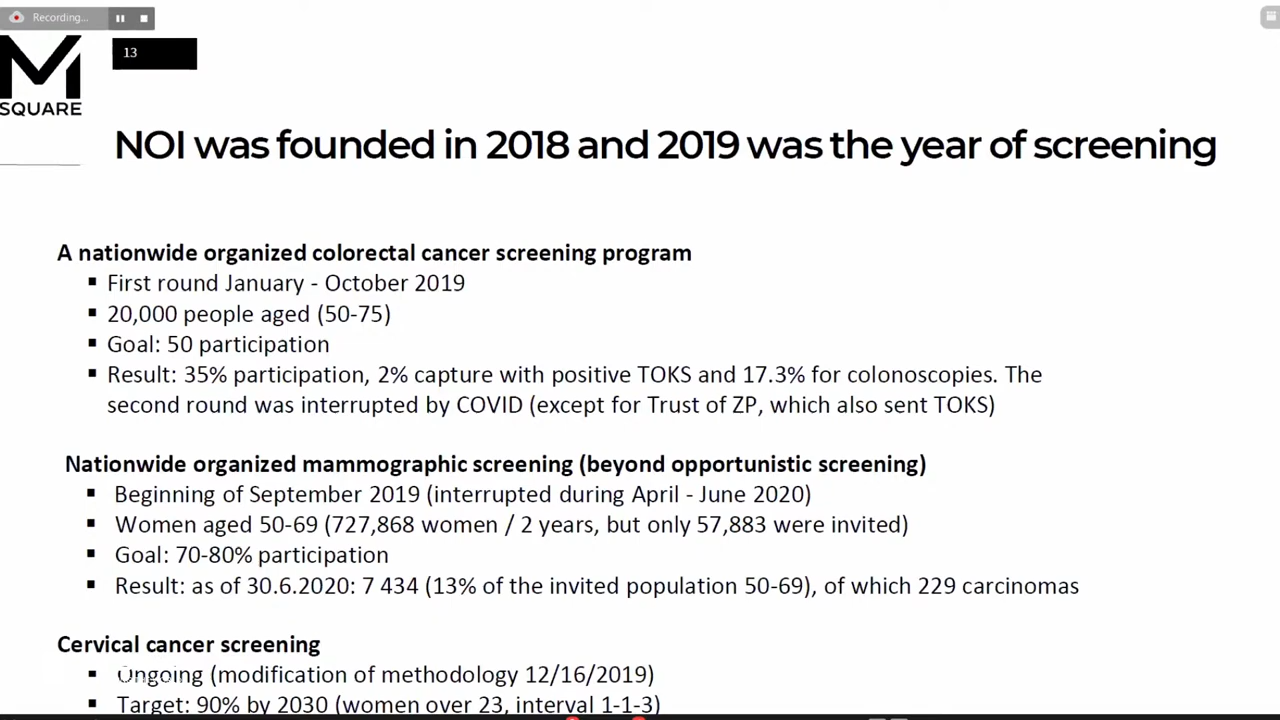 Recording...
13
M
SQUARE
NOI was founded in 2018 and 2019 was the year of screening
A nationwide organized colorectal cancer screening program
▪ First round January - October 2019
▪ 20,000 people aged (50-75)
▪ Goal: 50 participation
▪ Result: 35% participation, 2% capture with positive TOKS and 17.3% for colonoscopies. The
second round was interrupted by COVID (except for Trust of ZP, which also sent TOKS)
Nationwide organized mammographic screening (beyond opportunistic screening)
▪ Beginning of September 2019 (interrupted during April - June 2020)
▪ Women aged 50-69 (727,868 women / 2 years, but only 57,883 were invited)
▪ Goal: 70-80% participation
▪ Result: as of 30.6.2020: 7 434 (13% of the invited population 50-69), of which 229 carcinomas
Cervical cancer screening
▪ Ongoing (modification of methodology 12/16/2019)
▪ Target: 90% by 2030 (women over 23, interval 1-1-3)